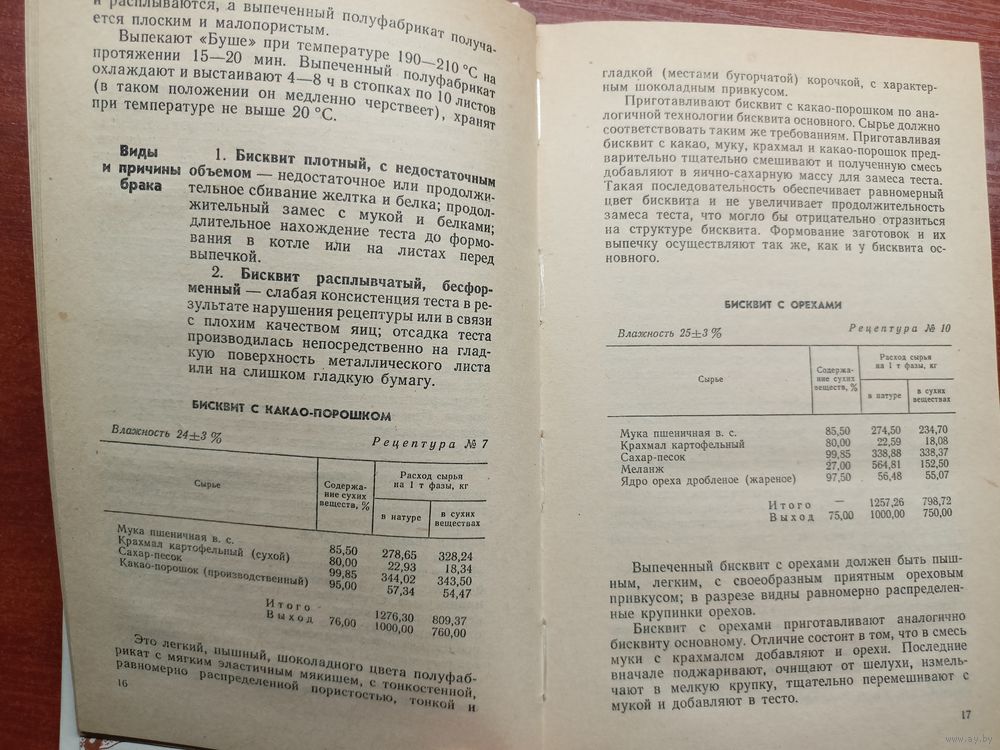 и расплываются, а выпеченный полуфабрикат получа-
ется плоским и малопористым.
Выпекают «Буше» при температуре 190—210 °С на
протяжении 15—20 мин. Выпеченный полуфабрикат
охлаждают и выстаивают 4—8 ч в стопках по 10 листов
(в таком положении он медленно черствеет), хранят
при температуре не выше 20 °С.
Виды
и причины
брака
1. Бисквит плотный, с недостаточным
объемом — недостаточное или продолжи-
тельное сбивание желтка и белка; продол-
жительный замес с мукой и белками;
длительное нахождение теста до формо-
вания в котле или на листах перед
выпечкой.
2. Бисквит расплывчатый, бесфор-
менный — слабая консистенция теста в ре-
зультате нарушения рецептуры или в связи
с плохим качеством яиц; отсадка теста
производилась непосредственно на глад-
кую поверхность металлического листа
или на слишком гладкую бумагу.
БИСКВИТ С КАКАО-ПОРОШКОМ
Влажность 24±3 % Рецептура № 7
Сырье
Содержа-
ние сухих
веществ, %
Расход сырья
на 1 т фазы, кг
в натуре
в сухих
веществах
Мука пшеничная в. с. 85,50 278,65 328,24
Крахмал картофельный (сухой) 80,00 22,93 18,34
Сахар-песок 99,85 344,02 343,50
Какао-порошок (производственный) 95,00 57,34 54,47
Итого 1276,30 809,37
Выход 76,00 1000,00 760,00
Это легкий, пышный, шоколадного цвета полуфаб-
рикат с мягким эластичным мякишем, с тонкостенной,
равномерно распределенной пористостью, тонкой и
16
гладкой (местами бугорчатой) корочкой, с характер-
ным шоколадным привкусом.
Приготавливают бисквит с какао-порошком по ана-
логичной технологии бисквита основного. Сырье должно
соответствовать таким же требованиям. Приготавливая
бисквит с какао, муку, крахмал и какао-порошок пред-
варительно тщательно смешивают и полученную смесь
добавляют в яично-сахарную массу для замеса теста.
Такая последовательность обеспечивает равномерный
цвет бисквита и не увеличивает продолжительность
замеса теста, что могло бы отрицательно отразиться
на структуре бисквита. Формование заготовок и их
выпечку осуществляют так же, как и у бисквита ос-
новного.
БИСКВИТ С ОРЕХАМИ
Влажность 25±3 % Рецептура № 10
Сырье
Содержа-
ние сухих
веществ, %
Расход сырья
на 1 т фазы, кг
в натуре
в сухих
веществах
Мука пшеничная в. с. 85,50 274,50 234,70
Крахмал картофельный 80,00 22,59 18,08
Сахар-песок 99,85 338,88 338,37
Меланж 27,00 564,81 152,50
Ядро ореха дробленое (жареное) 97,50 56,48 55,07
Итого — 1257,26 798,72
Выход 75,00 1000,00 750,00
Выпеченный бисквит с орехами должен быть пыш-
ным, легким, с своеобразным приятным ореховым
привкусом; в разрезе видны равномерно распределен-
ные крупинки орехов.
Бисквит с орехами приготавливают аналогично
бисквиту основному. Отличие состоит в том, что в смесь
муки с крахмалом добавляют и орехи. Последние
вначале поджаривают, очищают от шелухи, измель-
чают в мелкую крупку, тщательно перемешивают с
мукой и добавляют в тесто.
17
www.ay.by